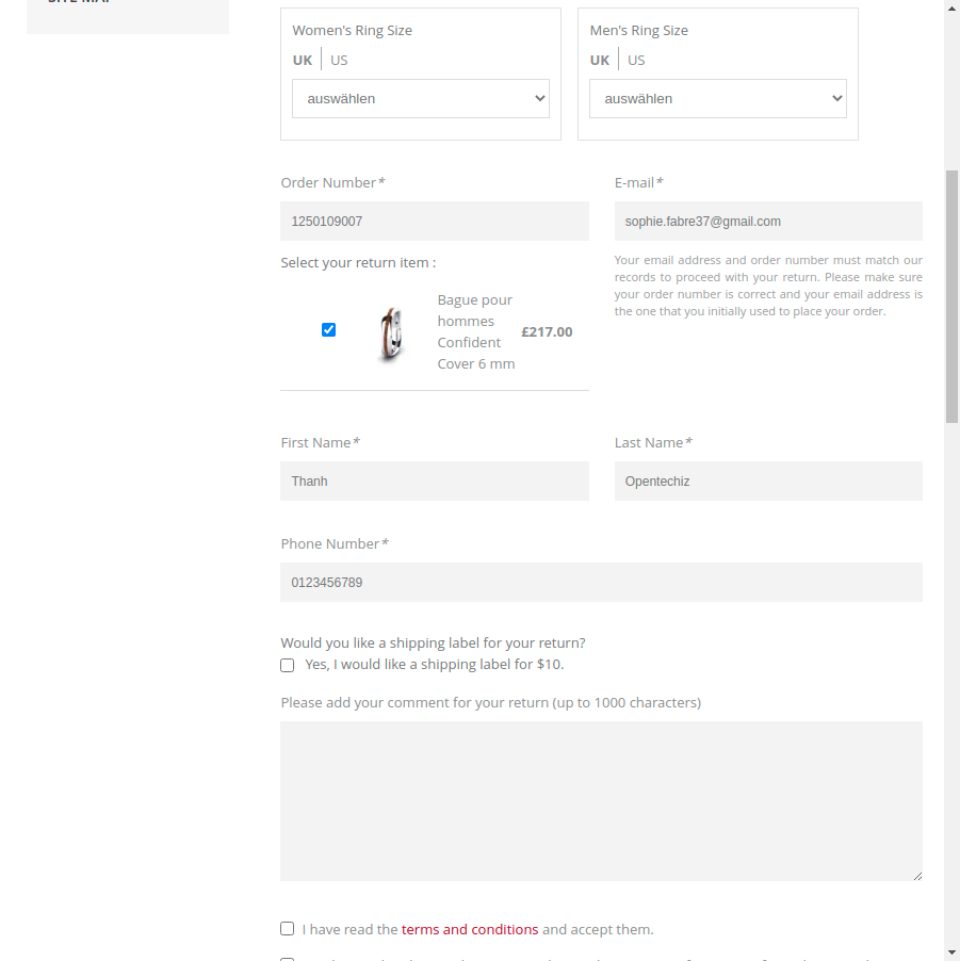 Women's Ring Size
UK | US
auswählen
Men's Ring Size
UK | US
auswählen
Order Number*
1250109007
E-mail*
sophie.fabre37@gmail.com
Your email address and order number must match our
records to proceed with your return. Please make sure
your order number is correct and your email address is
the one that you initially used to place your order.
Select your return item :
Bague pour
hommes
Confident
Cover 6 mm
£217.00
First Name*
Thanh
Last Name*
Opentechiz
Phone Number*
0123456789
Would you like a shipping label for your return?
Yes, I would like a shipping label for $10.
Please add your comment for your return (up to 1000 characters)
I have read the terms and conditions and accept them.